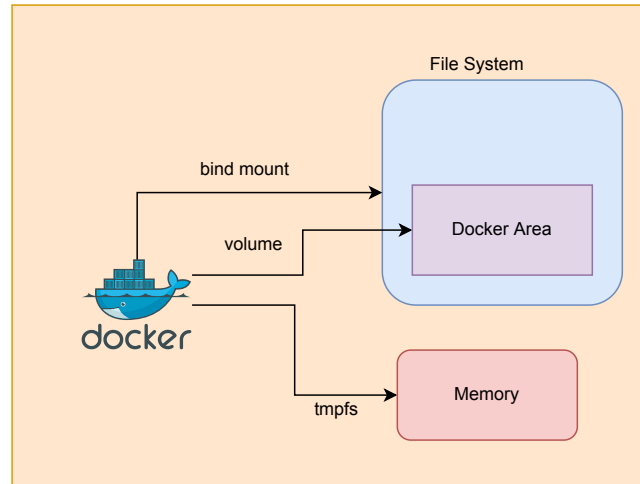 File System
bind mount
volume
Docker Area
docker
tmpfs
Memory